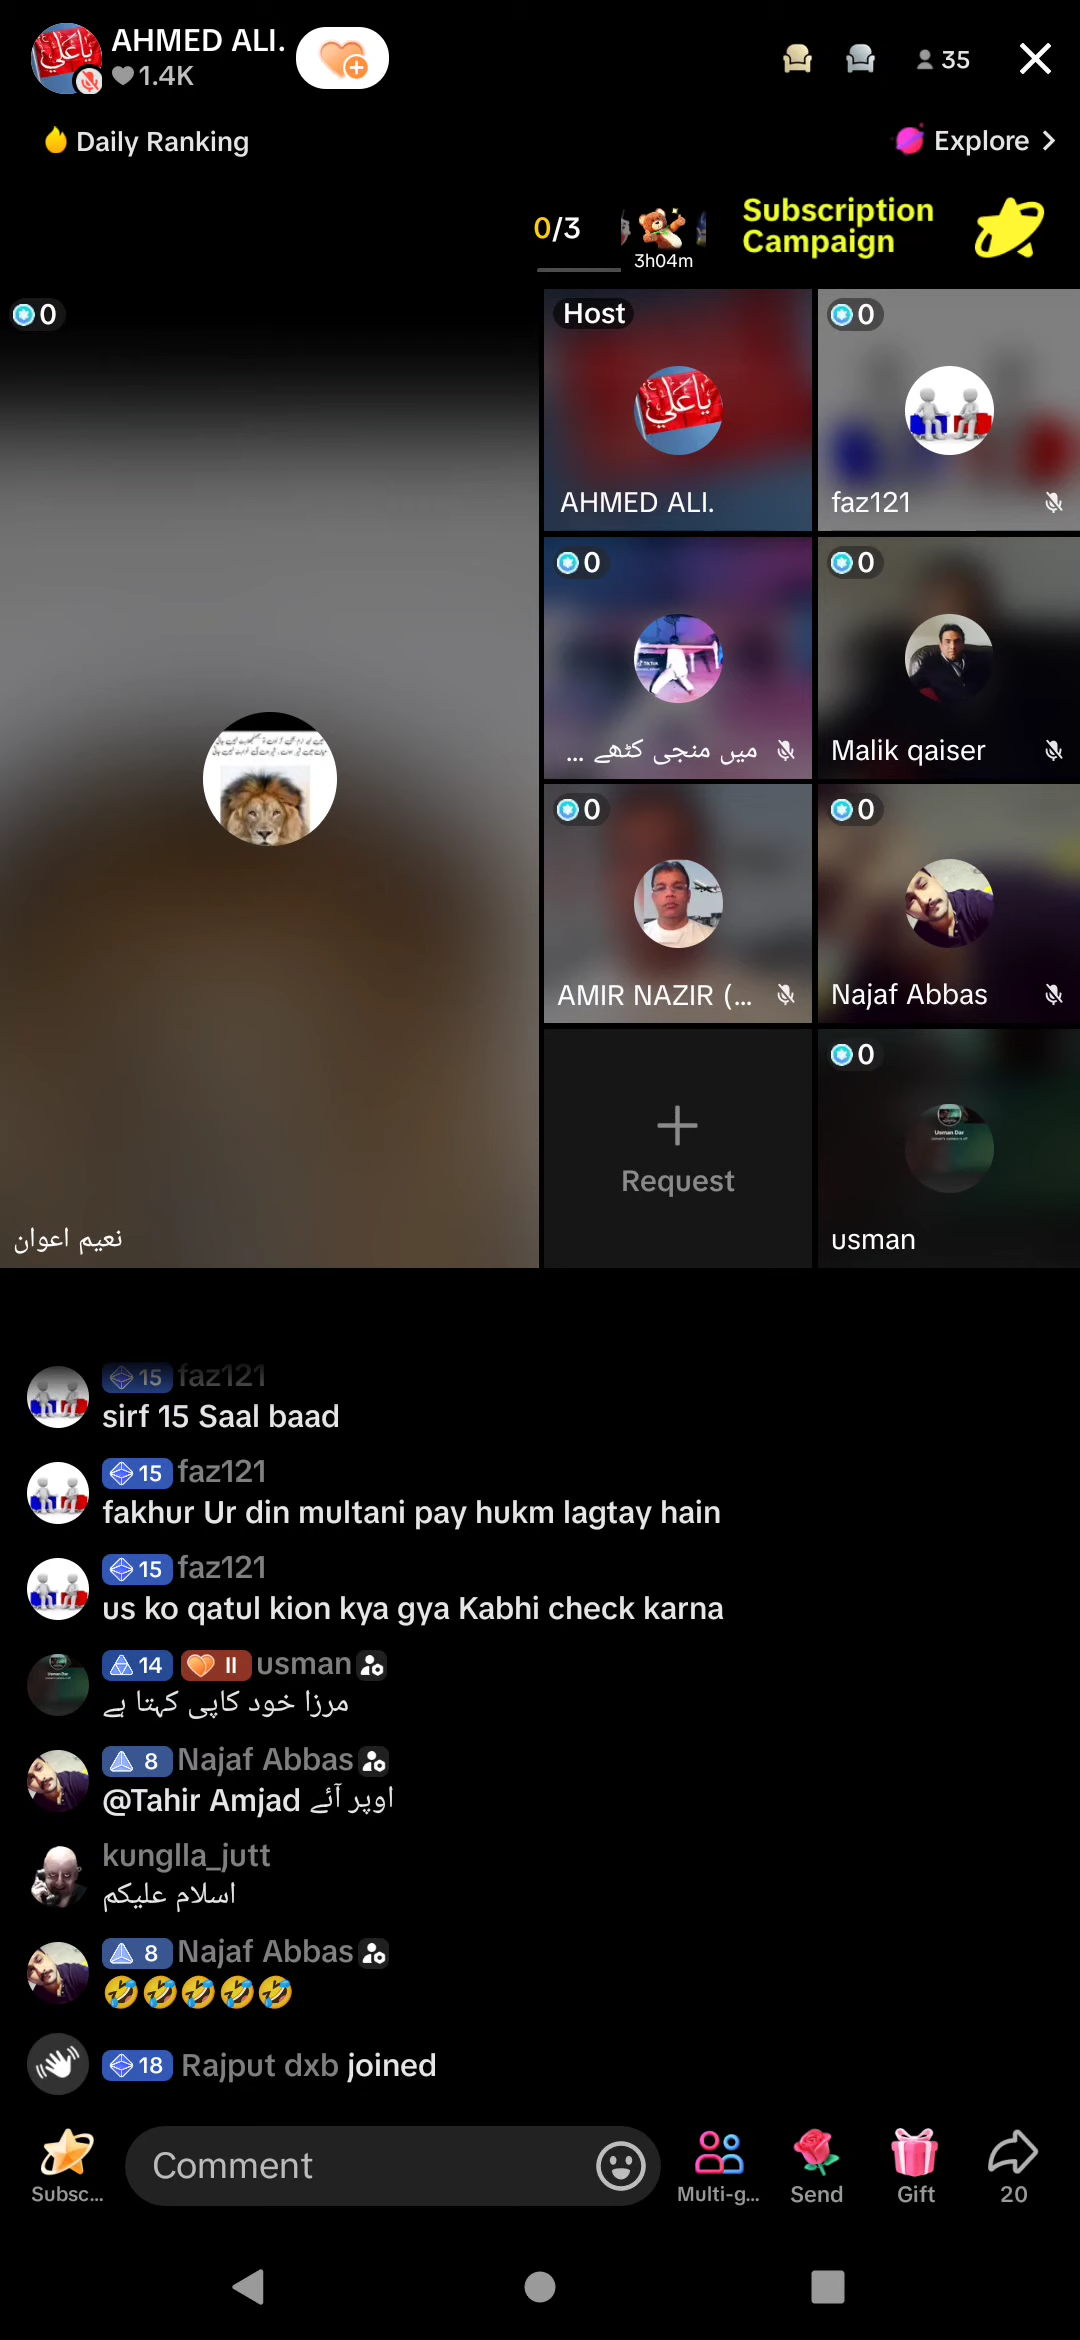 AHMED ALI.
1.4K
35
Daily Ranking
Explore
0/3
3h04m
Subscription
Campaign
0
Host
يا علي
AHMED ALI.
0
faz121
0
میں منجی کٹھے ...
0
Malik qaiser
0
AMIR NAZIR (...
0
Najaf Abbas
Request
0
Usman Dar
usman
نعیم اعوان
15 faz121
sirf 15 Saal baad
15 faz121
fakhur Ur din multani pay hukm lagtay hain
15 faz121
us ko qatul kion kya gya Kabhi check karna
14 II usman
مرزا خود کاپی کہتا ہے
8 Najaf Abbas
@Tahir Amjad اوپر آئے
kunglla_jutt
اسلام علیکم
8 Najaf Abbas
🤣🤣🤣🤣🤣
18 Rajput dxb joined
Comment
Subsc...
Multi-g...
Send
Gift
20